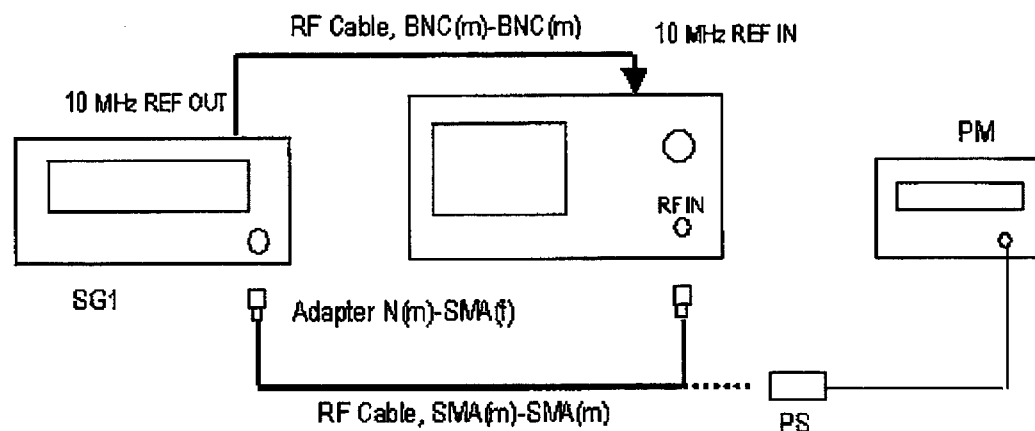 RF Cable, BNC(m)-BNC(m)
10 MHz REF IN
10 MHz REF OUT
PM
RF IN
SG1
Adapter N(m)-SMA(f)
RF Cable, SMA(m)-SMA(m)
PS